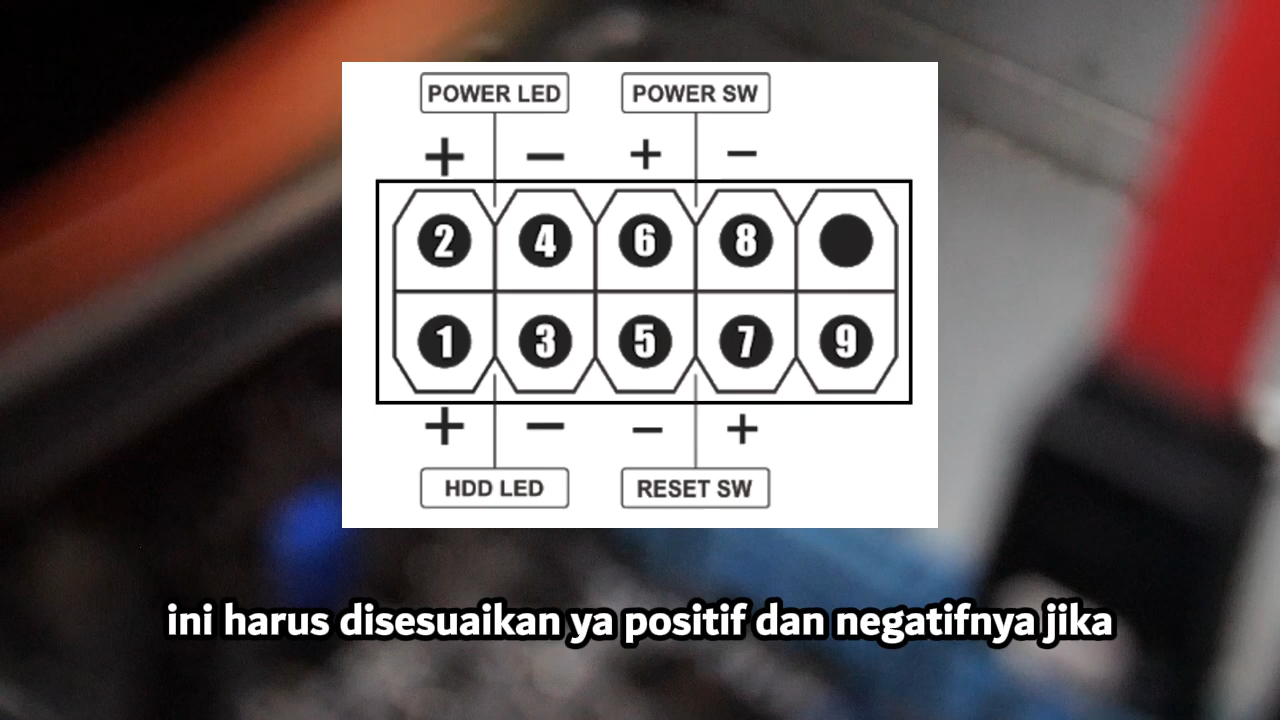 POWER LED POWER SW
+ − + −
2 4 6 8
1 3 5 7 9
+ − − +
HDD LED RESET SW
ini harus disesuaikan ya positif dan negatifnya jika